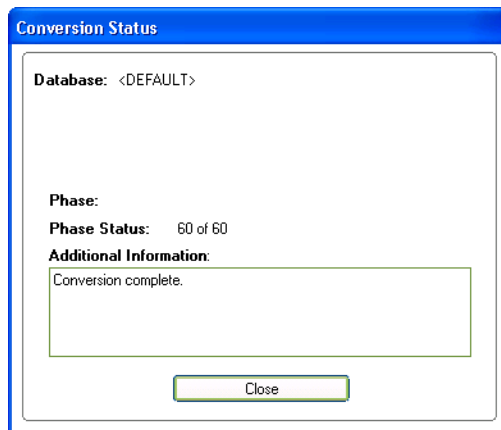 Conversion Status
Database: <DEFAULT>
Phase:
Phase Status: 60 of 60
Additional Information:
Conversion complete.
Close